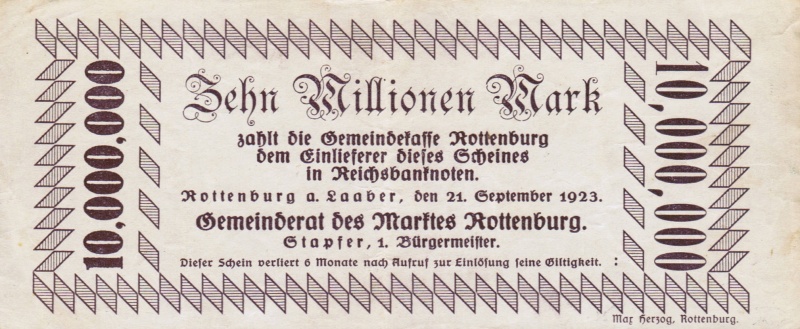 10,000,000
Zehn Millionen Mark
zahlt die Gemeindekasse Rottenburg
dem Einlieferer dieses Scheines
in Reichsbanknoten.
Rottenburg a. Laaber, den 21. September 1923.
Gemeinderat des Marktes Rottenburg.
Stapfer, 1. Bürgermeister.
Dieser Schein verliert 6 Monate nach Aufruf zur Einlösung seine Giltigkeit. :
10,000,000
Max Herzog, Rottenburg.